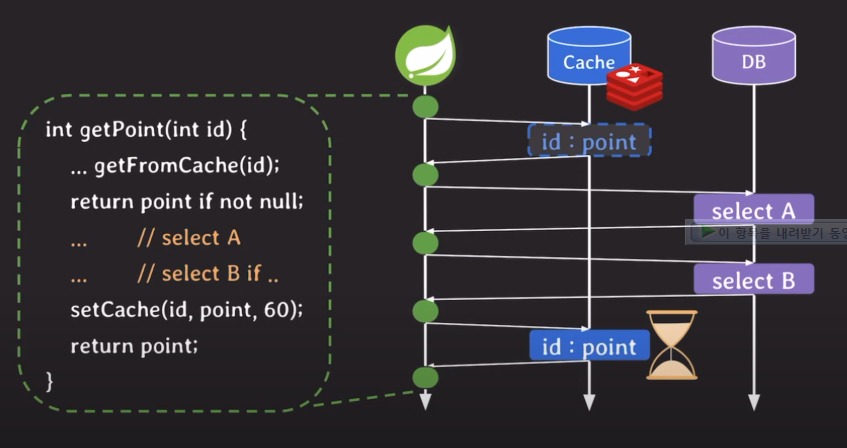 Cache
DB
int getPoint(int id) {
... getFromCache(id);
return point if not null;
... // select A
... // select B if ..
setCache(id, point, 60);
return point;
}
id : point
select A
이 항목을 내려받기 동영
select B
id : point